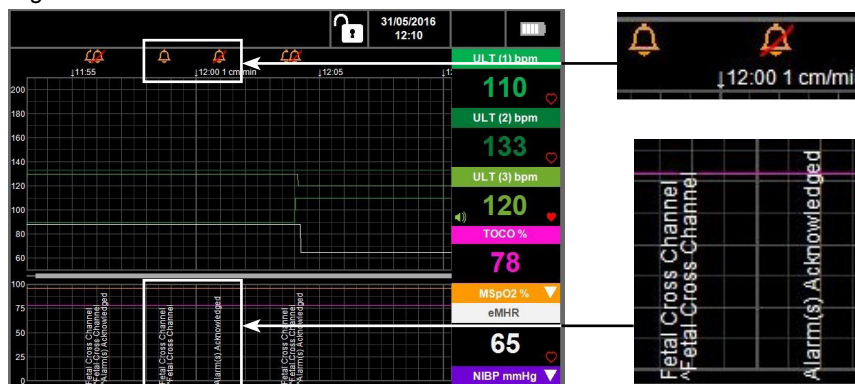 31/05/2016
12:10
↓11:55
↓12:00 1 cm/min
↓12:05
200
180
160
140
120
100
80
60
100
75
50
25
0
Fetal Cross Channel
^Fetal Cross Channel
^Alarm(s) Acknowledged
Fetal Cross Channel
^Fetal Cross Channel
Alarm(s) Acknowledged
Fetal Cross Channel
^Fetal Cross Channel
^Alarm(s) Acknowledged
ULT (1) bpm
110
ULT (2) bpm
133
ULT (3) bpm
120
TOCO %
78
MSpO2 %
eMHR
65
NIBP mmHg
↓12:00 1 cm/mi
Fetal Cross Channel
^Fetal Cross Channel
Alarm(s) Acknowledged